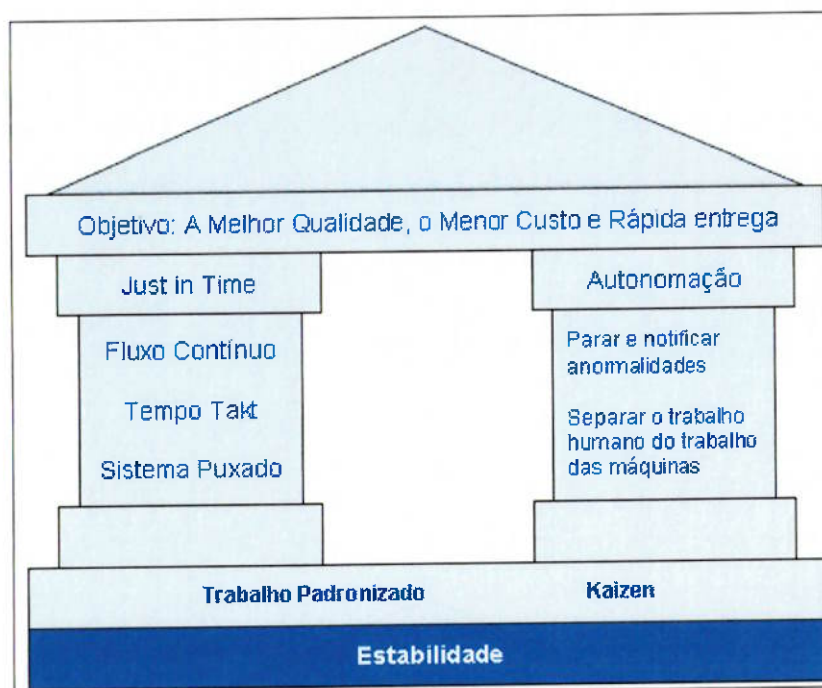 Objetivo: A Melhor Qualidade, o Menor Custo e Rápida entrega
Just in Time
Fluxo Contínuo
Tempo Takt
Sistema Puxado
Autonomação
Parar e notificar
anormalidades
Separar o trabalho
humano do trabalho
das máquinas
Trabalho Padronizado
Kaizen
Estabilidade